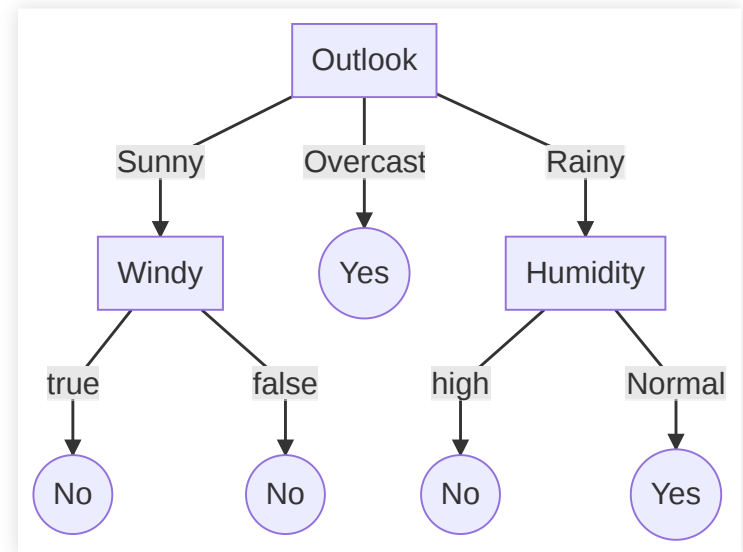 Outlook
Sunny
Overcast
Rainy
Windy
Yes
Humidity
true
false
high
Normal
No
No
No
Yes